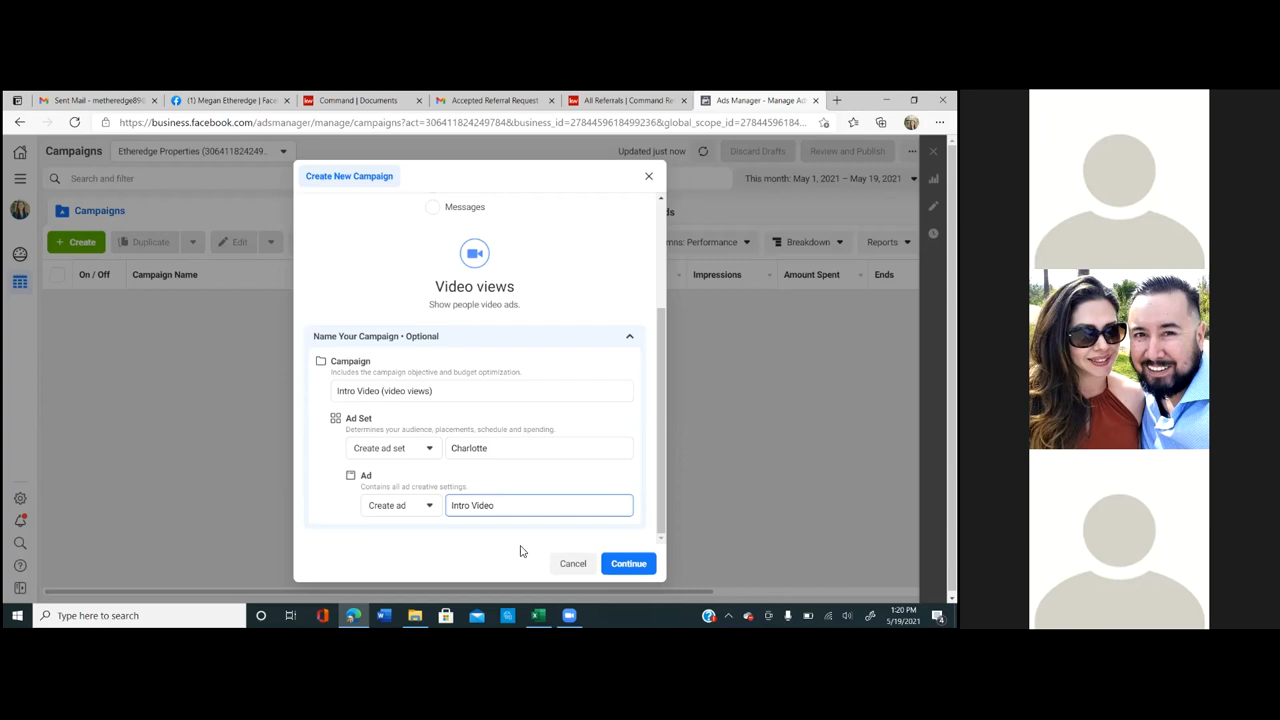 Sent Mail - metheredge898
(1) Megan Etheredge | Face
Command | Documents
Accepted Referral Request
All Referrals | Command Re
Ads Manager - Manage Ad
https://business.facebook.com/adsmanager/manage/campaigns?act=306411824249784&business_id=2784459618499236&global_scope_id=27844596184...
Campaigns
Etheredge Properties (306411824249...
Updated just now
Discard Drafts
Review and Publish
Search and filter
This month: May 1, 2021 – May 19, 2021
Campaigns
ds
+ Create
Duplicate
Edit
mns: Performance
Breakdown
Reports
On / Off
Campaign Name
Impressions
Amount Spent
Ends
Create New Campaign
Messages
Video views
Show people video ads.
Name Your Campaign • Optional
Campaign
Includes the campaign objective and budget optimization.
Intro Video (video views)
Ad Set
Determines your audience, placements, schedule and spending.
Create ad set
Charlotte
Ad
Contains all ad creative settings.
Create ad
Intro Video
Cancel
Continue
Type here to search
1:20 PM
5/19/2021